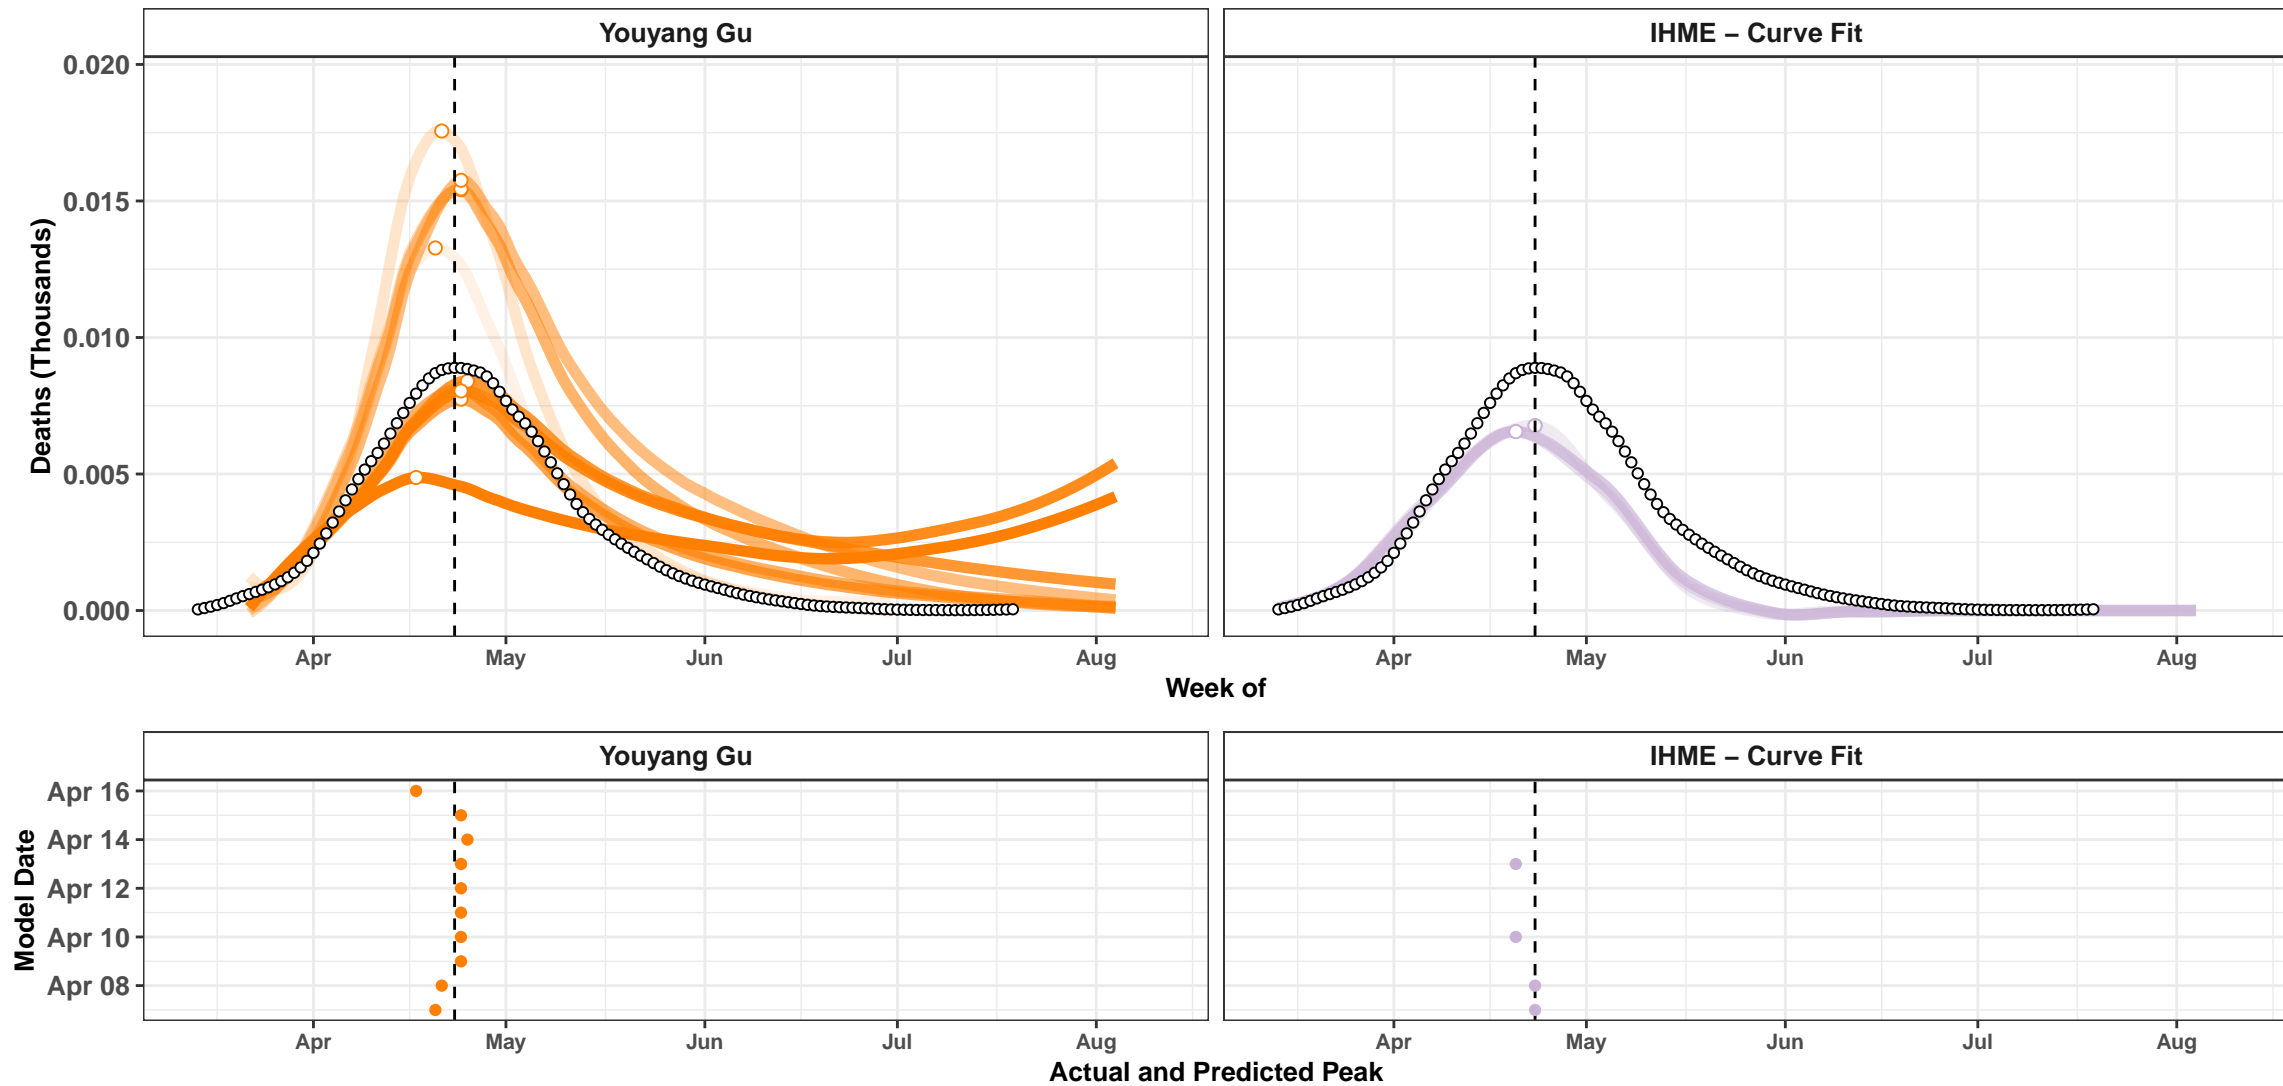 Youyang Gu
IHME – Curve Fit
Deaths (Thousands)
0.020
0.015
0.010
0.005
0.000
Apr May Jun Jul Aug
Apr May Jun Jul Aug
Week of
Youyang Gu
IHME – Curve Fit
Model Date
Apr 16
Apr 14
Apr 12
Apr 10
Apr 08
Apr May Jun Jul Aug
Apr May Jun Jul Aug
Actual and Predicted Peak